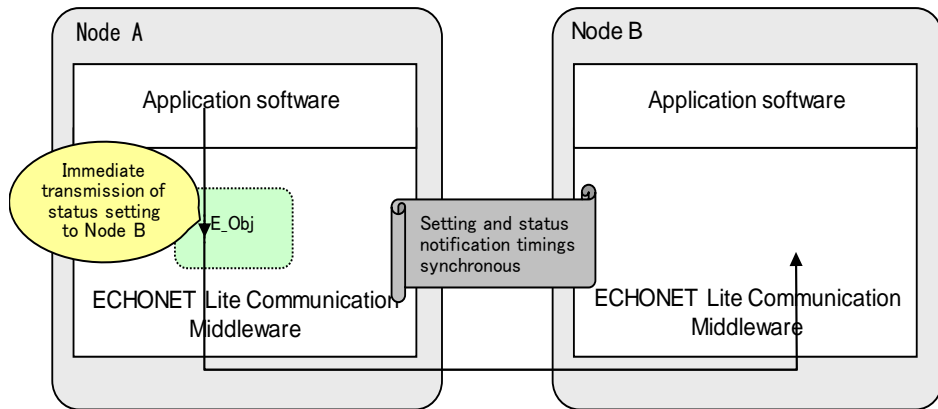 Node A
Application software
Immediate
transmission of
status setting
to Node B
E_Obj
ECHONET Lite Communication
Middleware
Setting and status
notification timings
synchronous
Node B
Application software
ECHONET Lite Communication
Middleware